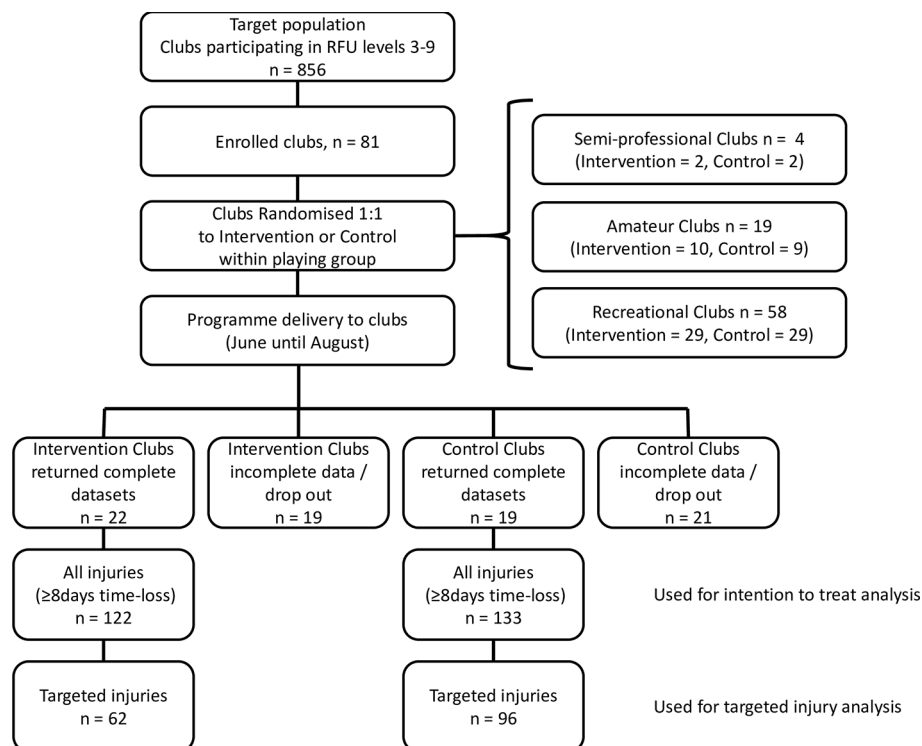 Target population
Clubs participating in RFU levels 3-9
n = 856
Enrolled clubs, n = 81
Clubs Randomised 1:1
to Intervention or Control
within playing group
Programme delivery to clubs
(June until August)
Semi-professional Clubs n =  4
(Intervention = 2, Control = 2)
Amateur Clubs n = 19
(Intervention = 10, Control = 9)
Recreational Clubs n = 58
(Intervention = 29, Control = 29)
Intervention Clubs
returned complete
datasets
n = 22
Intervention Clubs
incomplete data /
drop out
n = 19
Control Clubs
returned complete
datasets
n = 19
Control Clubs
incomplete data /
drop out
n = 21
All injuries
(≥8days time-loss)
n = 122
All injuries
(≥8days time-loss)
n = 133
Used for intention to treat analysis
Targeted injuries
n = 62
Targeted injuries
n = 96
Used for targeted injury analysis